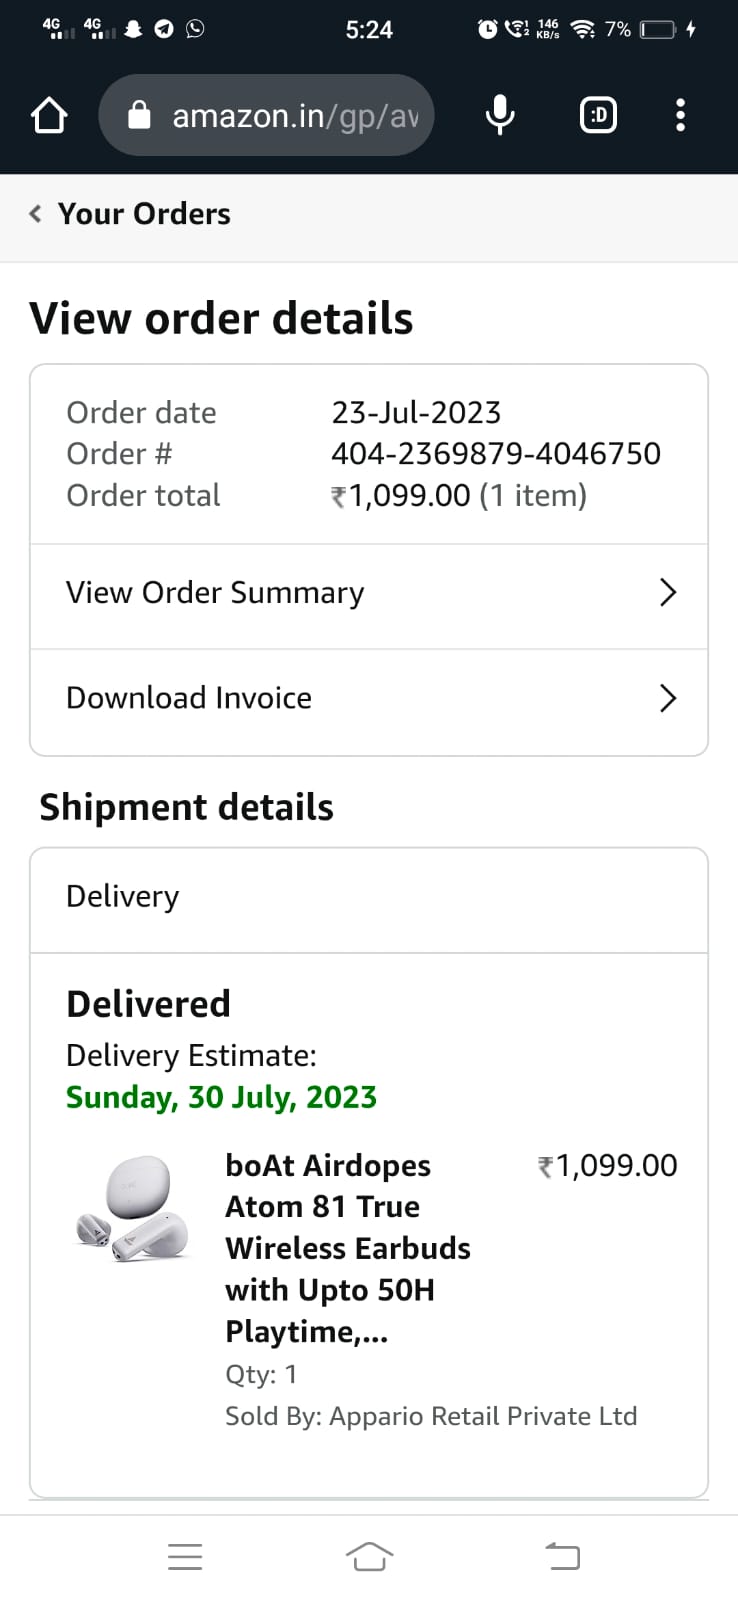 4G 4G 5:24 146 KB/s 7%
amazon.in/gp/av :D
Your Orders
View order details
Order date 23-Jul-2023
Order # 404-2369879-4046750
Order total ₹1,099.00 (1 item)
View Order Summary
Download Invoice
Shipment details
Delivery
Delivered
Delivery Estimate:
Sunday, 30 July, 2023
boAt Airdopes ₹1,099.00
Atom 81 True
Wireless Earbuds
with Upto 50H
Playtime,...
Qty: 1
Sold By: Appario Retail Private Ltd